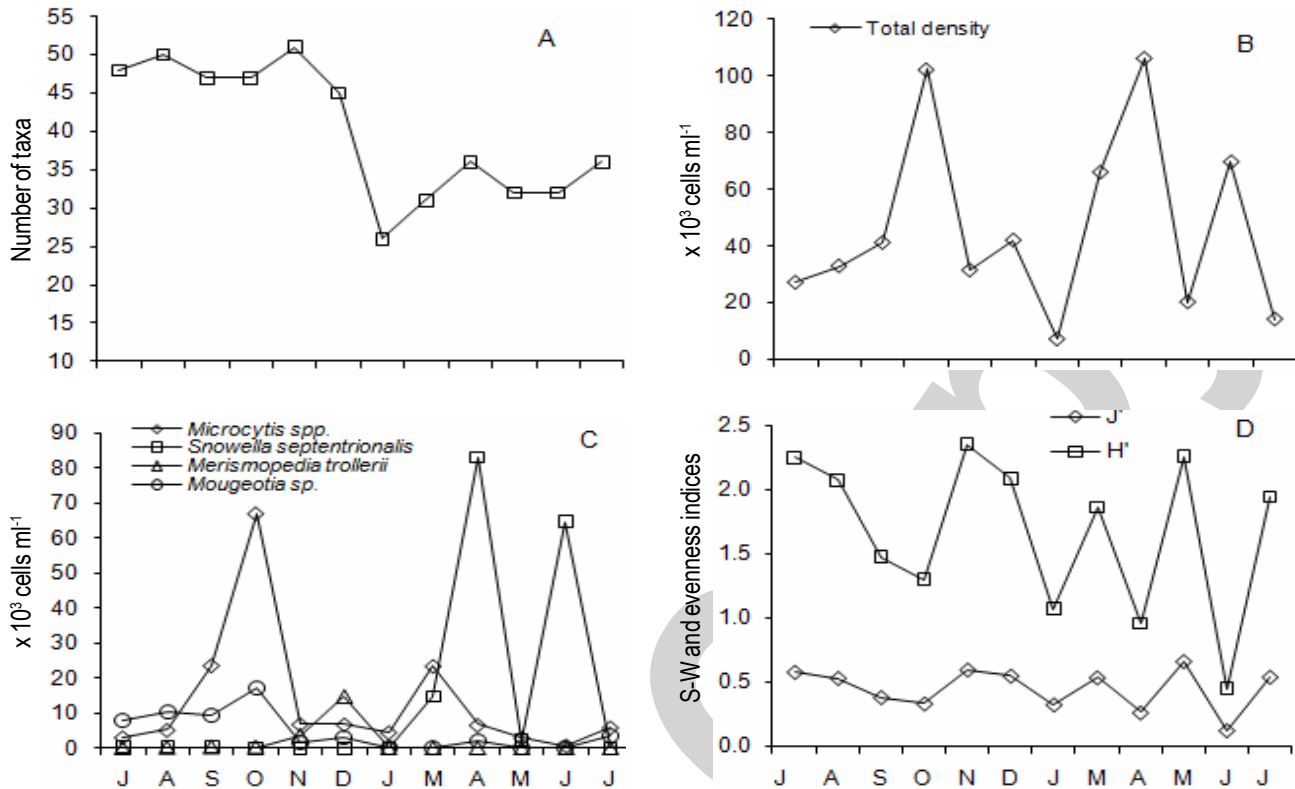 A
Number of taxa
55
50
45
40
35
30
25
20
15
10
B
Total density
x 10³ cells ml⁻¹
120
100
80
60
40
20
0
C
Microcytis spp.
Snowella septentrionalis
Merismopedia trollerii
Mougeotia sp.
x 10³ cells ml⁻¹
90
80
70
60
50
40
30
20
10
0
J A S O N D J M A M J J
D
J'
H'
S-W and evenness indices
2.5
2.0
1.5
1.0
0.5
0.0
J A S O N D J M A M J J